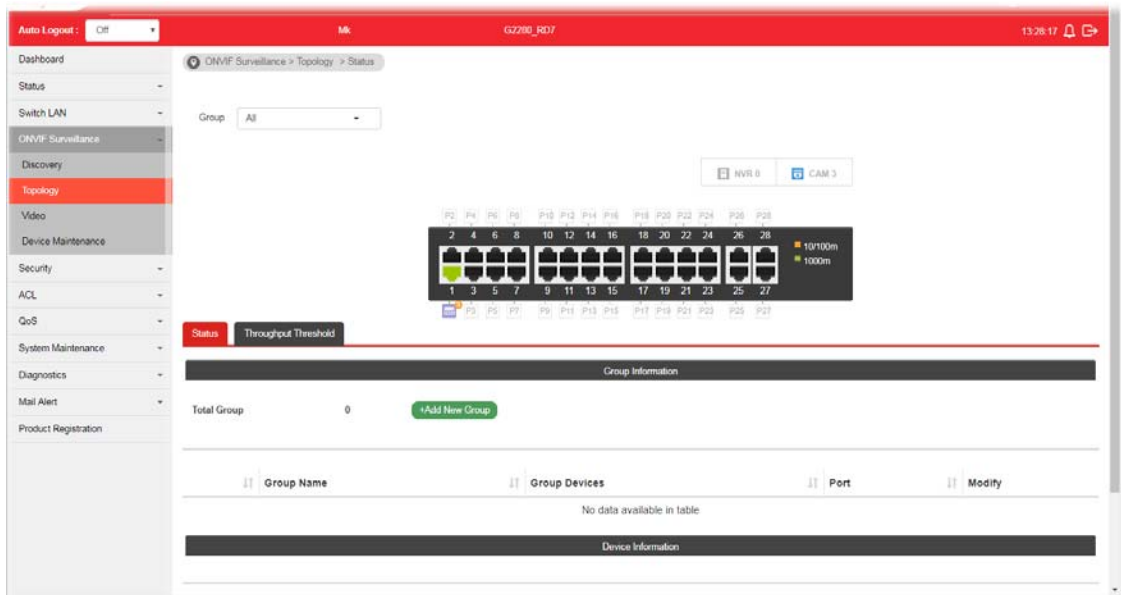 Auto Logout : Off Mk G2280_RD7 13:28:17
Dashboard
Status
Switch LAN
ONVIF Surveillance
Discovery
Topology
Video
Device Maintenance
Security
ACL
QoS
System Maintenance
Diagnostics
Mail Alert
Product Registration
ONVIF Surveillance > Topology > Status
Group All
NVR 0 CAM 3
P2 P4 P6 P8 P10 P12 P14 P16 P18 P20 P22 P24 P26 P28
2 4 6 8 10 12 14 16 18 20 22 24 26 28
10/100m
1000m
1 3 5 7 9 11 13 15 17 19 21 23 25 27
P3 P5 P7 P9 P11 P13 P15 P17 P19 P21 P23 P25 P27
Status Throughput Threshold
Group Information
Total Group 0 +Add New Group
Group Name Group Devices Port Modify
No data available in table
Device Information